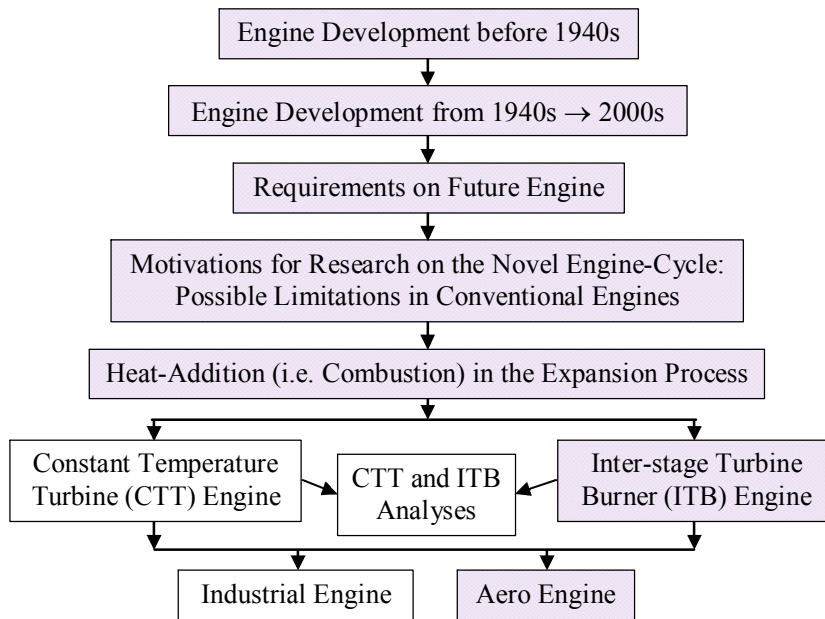 Engine Development before 1940s
Engine Development from 1940s → 2000s
Requirements on Future Engine
Motivations for Research on the Novel Engine-Cycle:
Possible Limitations in Conventional Engines
Heat-Addition (i.e. Combustion) in the Expansion Process
Constant Temperature
Turbine (CTT) Engine
CTT and ITB
Analyses
Inter-stage Turbine
Burner (ITB) Engine
Industrial Engine
Aero Engine